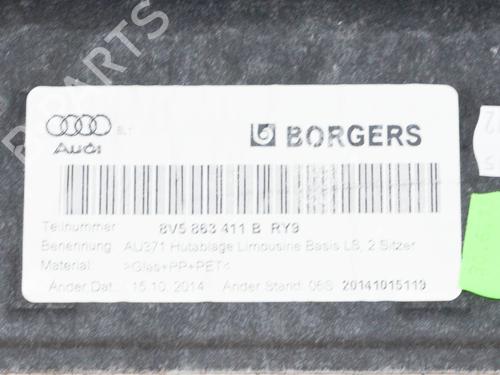 Audi
BORGERS
Teilnummer 8V5 863 411 B RY9
Benennung AU371 Hutablage Limousine Basis LS, 2 Sitzer
Material >Glas+PP+PET<
Änder Dat.: 15.10.2014 Änder Stand: 06S 20141015119